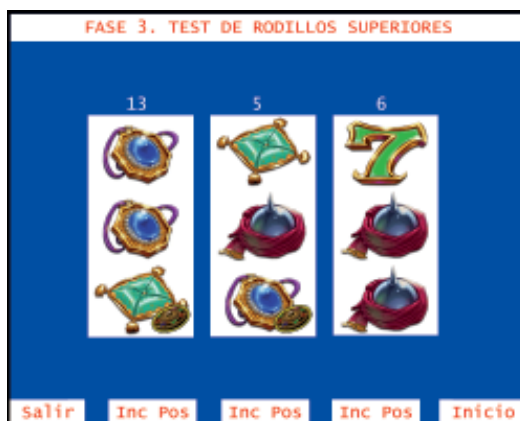 FASE 3. TEST DE RODILLOS SUPERIORES
13 5 6
Salir Inc Pos Inc Pos Inc Pos Inicio